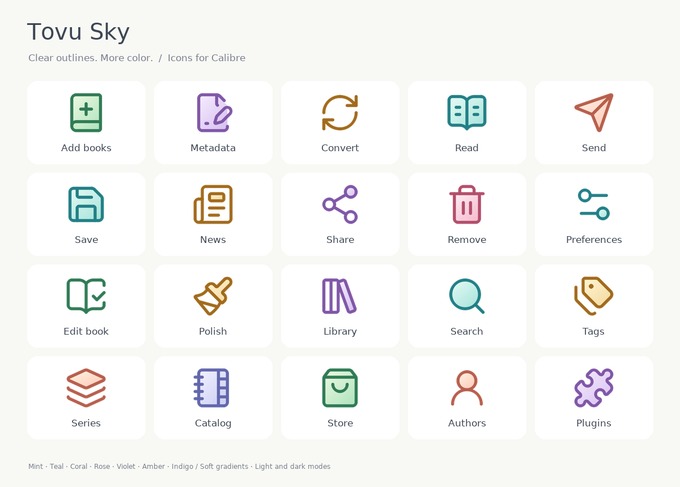 Tovu Sky
Clear outlines. More color. / Icons for Calibre
Add books
Metadata
Convert
Read
Send
Save
News
Share
Remove
Preferences
Edit book
Polish
Library
Search
Tags
Series
Catalog
Store
Authors
Plugins
Mint · Teal · Coral · Rose · Violet · Amber · Indigo / Soft gradients · Light and dark modes